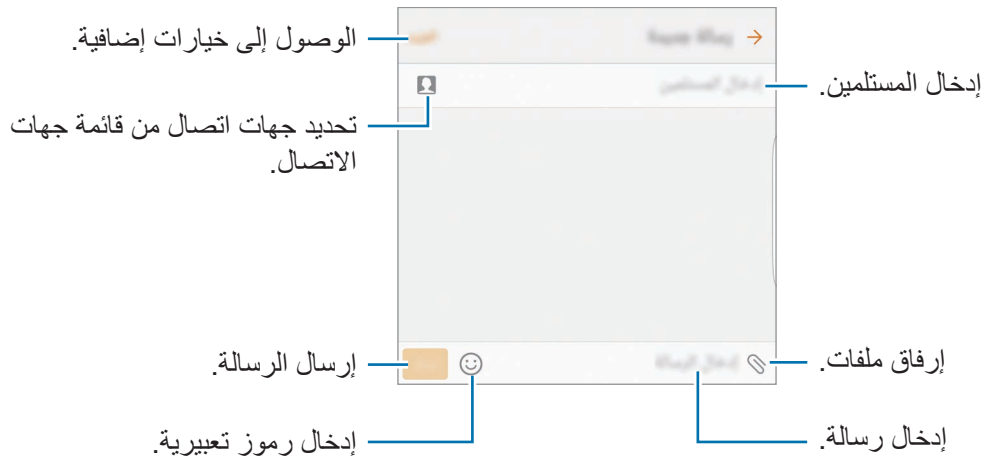 الوصول إلى خيارات إضافية.
إدخال المستلمين.
تحديد جهات اتصال من قائمة جهات
الاتصال.
إرفاق ملفات.
إرسال الرسالة.
إدخال رسالة.
إدخال رموز تعبيرية.